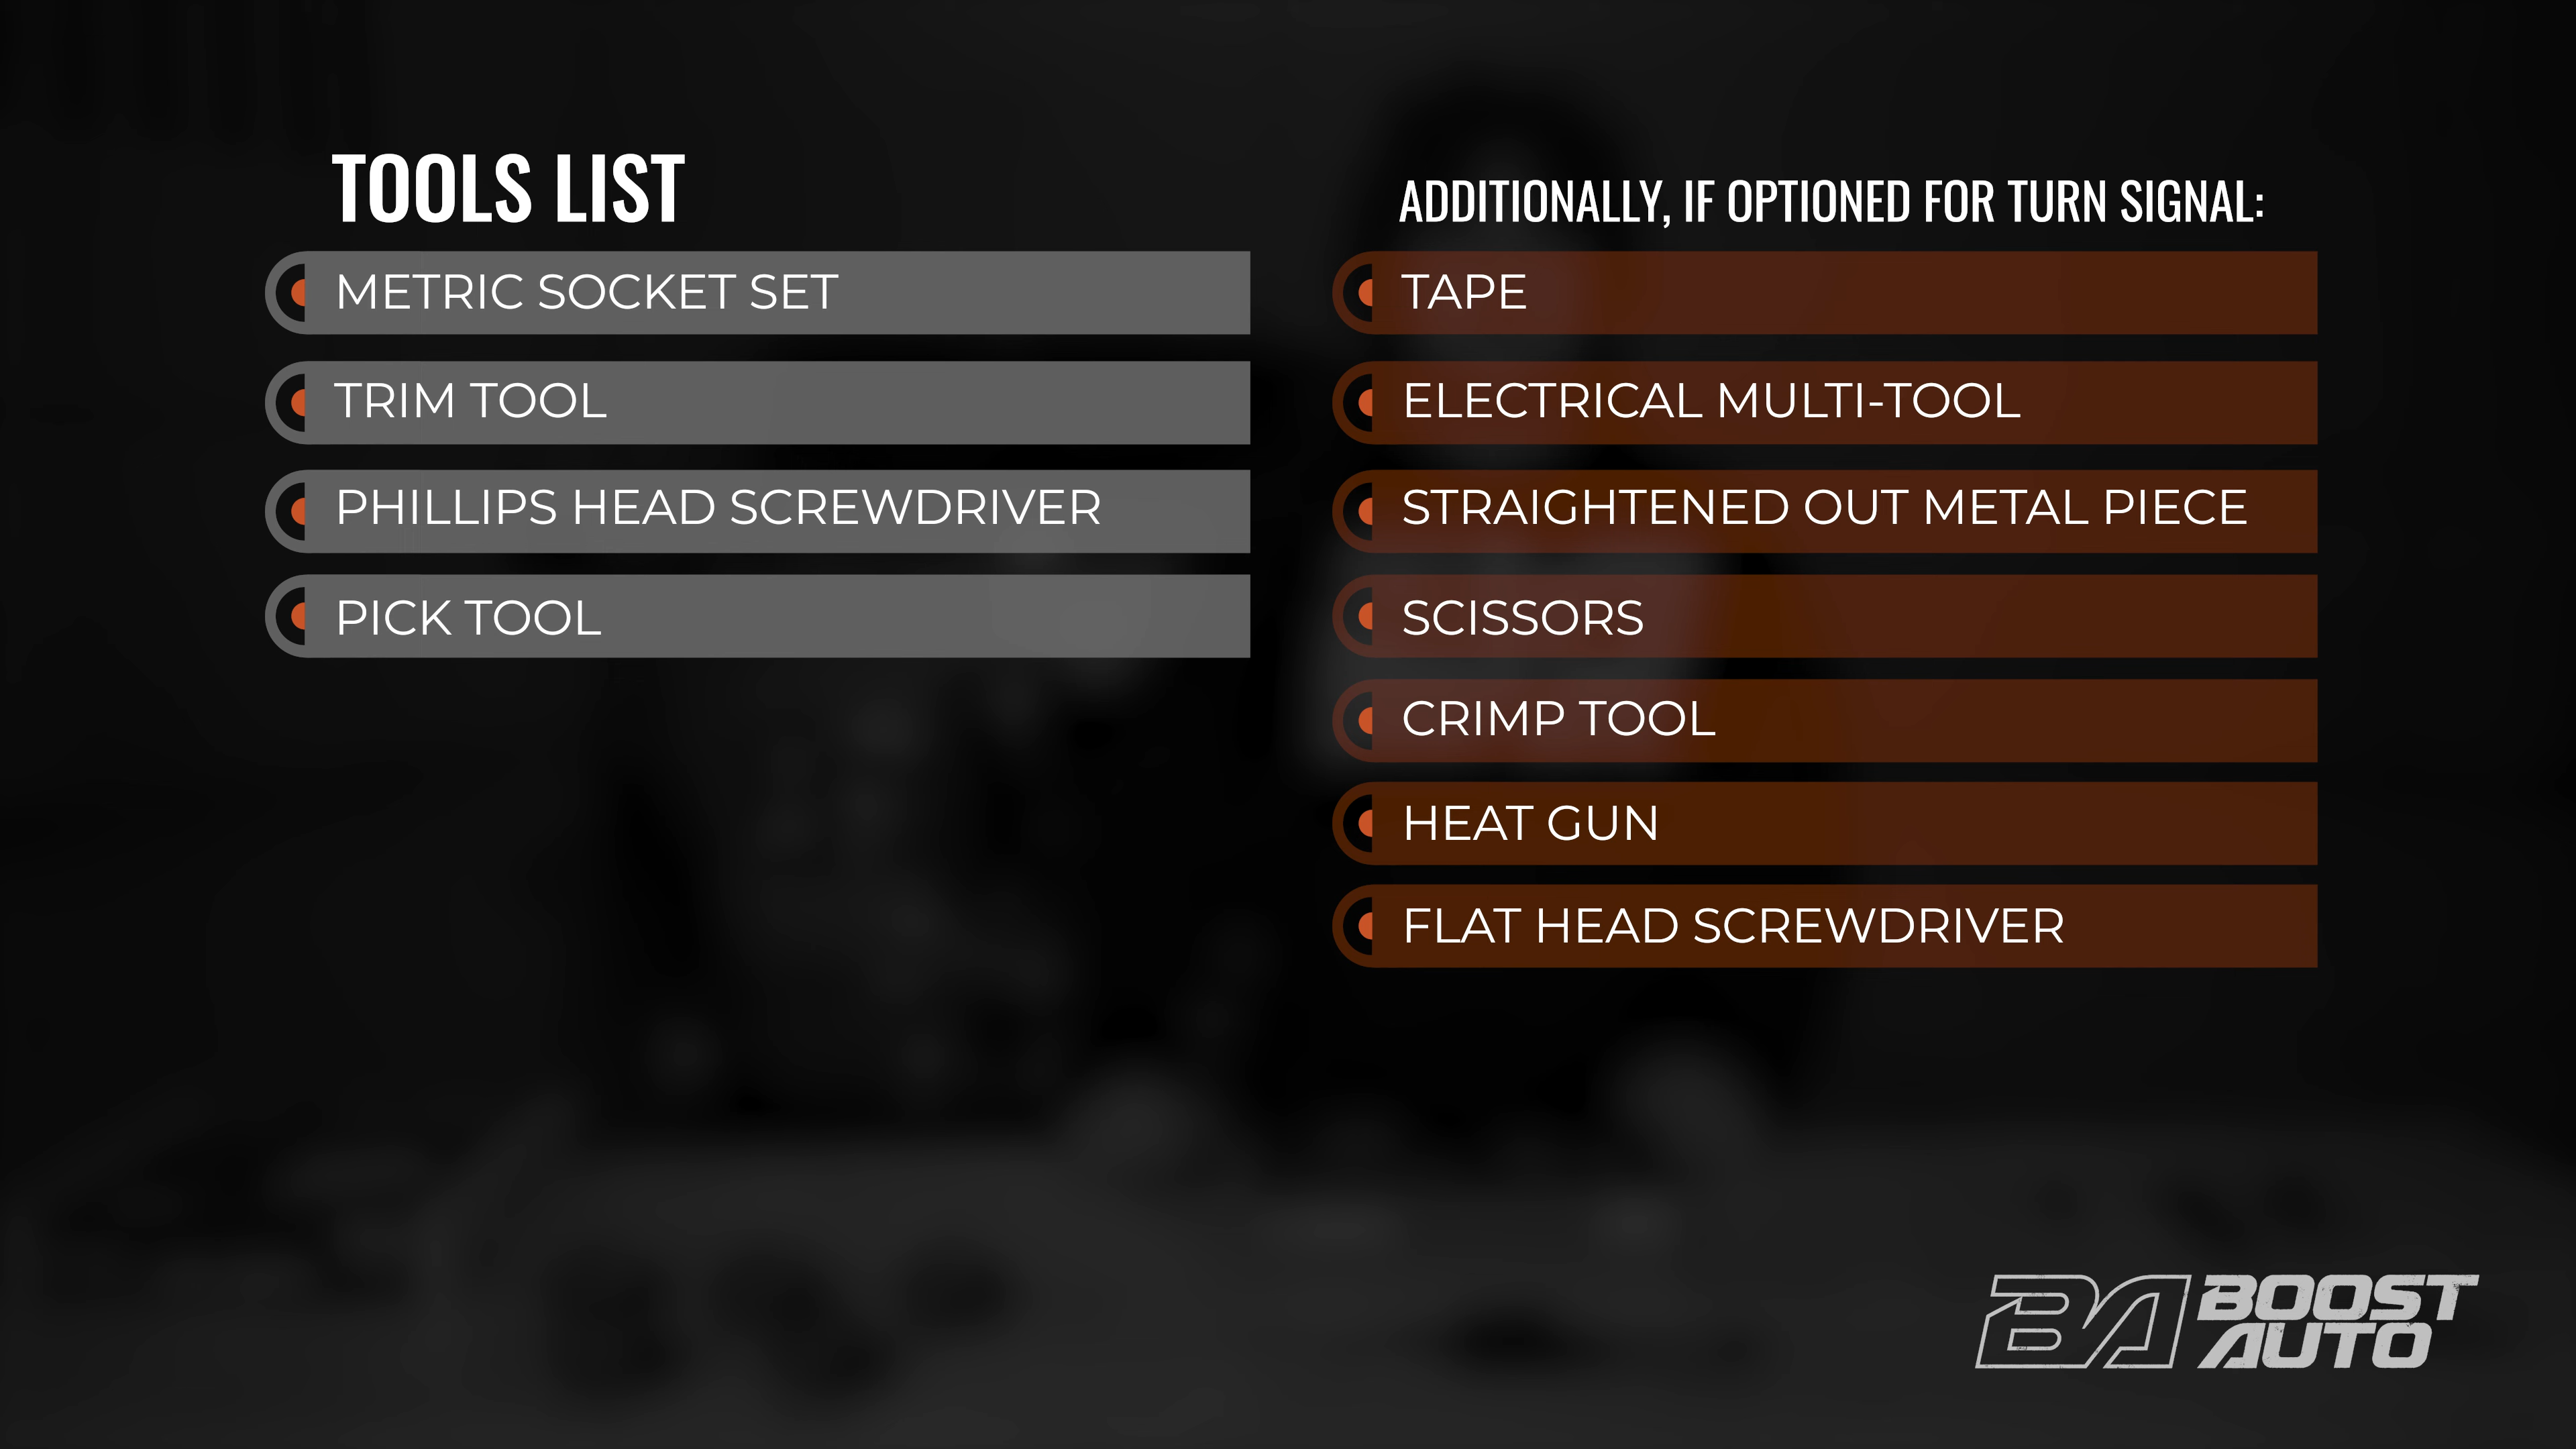 TOOLS LIST
METRIC SOCKET SET
TRIM TOOL
PHILLIPS HEAD SCREWDRIVER
PICK TOOL
ADDITIONALLY, IF OPTIONED FOR TURN SIGNAL:
TAPE
ELECTRICAL MULTI-TOOL
STRAIGHTENED OUT METAL PIECE
SCISSORS
CRIMP TOOL
HEAT GUN
FLAT HEAD SCREWDRIVER
BA BOOST
AUTO